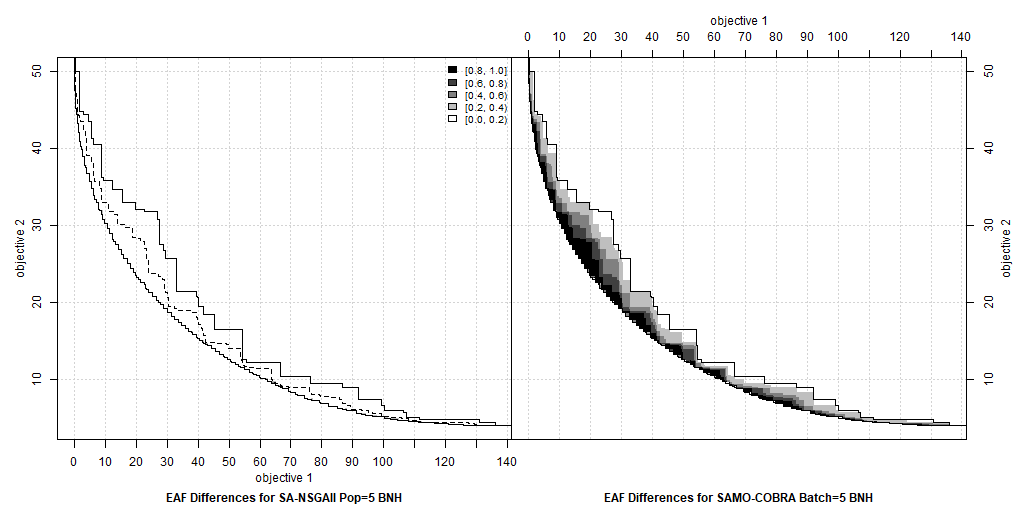 objective 1
0 10 20 30 40 50 60 70 80 100 120 140
50
40
30
20
10
objective 2
[0.8, 1.0]
[0.6, 0.8)
[0.4, 0.6)
[0.2, 0.4)
[0.0, 0.2)
0 10 20 30 40 50 60 70 80 100 120 140
objective 1
EAF Differences for SA-NSGAII Pop=5 BNH
50
40
30
20
10
objective 2
EAF Differences for SAMO-COBRA Batch=5 BNH